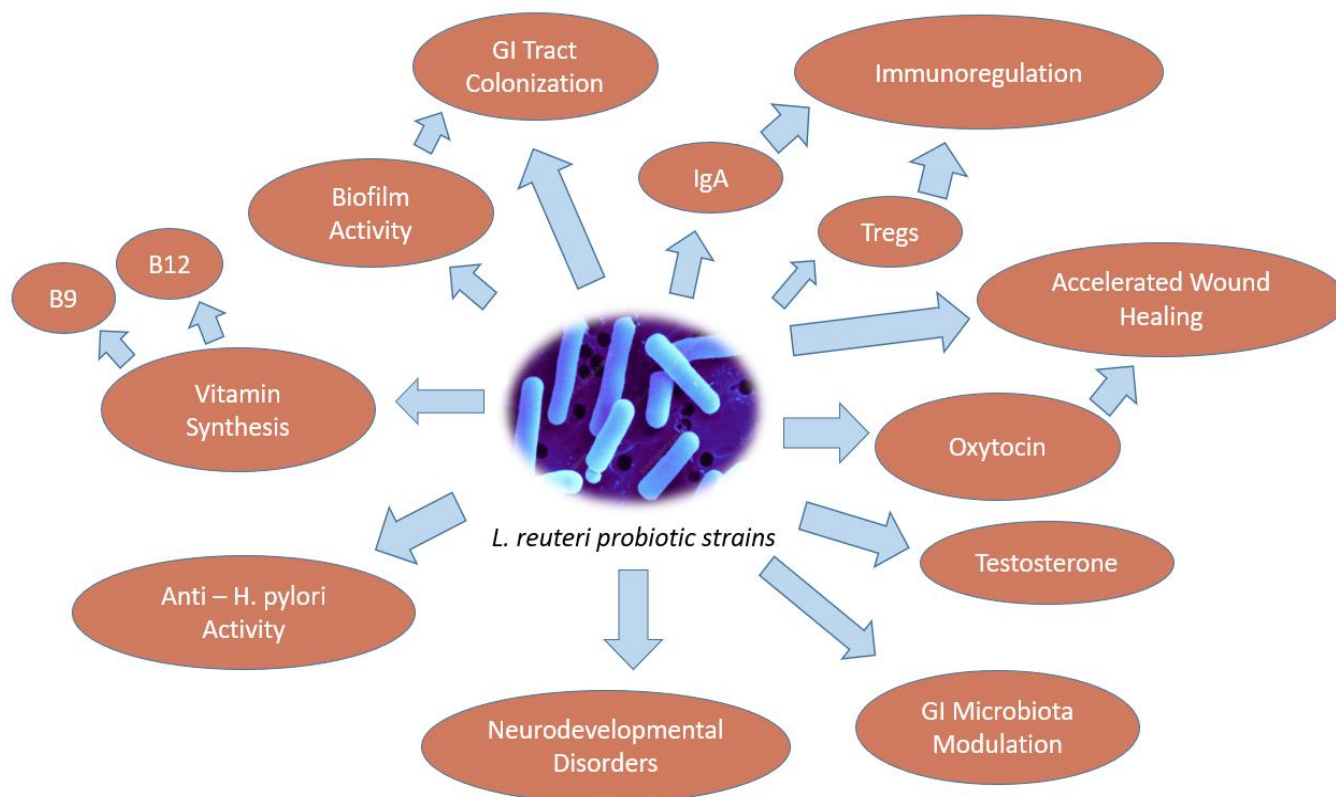 GI Tract
Colonization
Immunoregulation
IgA
Biofilm
Activity
Tregs
B12
B9
Accelerated Wound
Healing
Vitamin
Synthesis
Oxytocin
L. reuteri probiotic strains
Testosterone
Anti – H. pylori
Activity
Neurodevelopmental
Disorders
GI Microbiota
Modulation